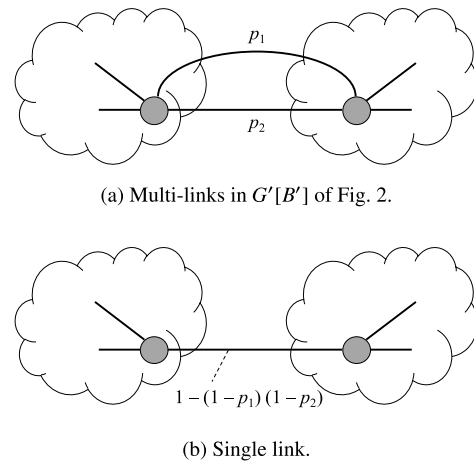 p₁
p₂
(a) Multi-links in G′[B′] of Fig. 2.
1 – (1 – p₁) (1 – p₂)
(b) Single link.